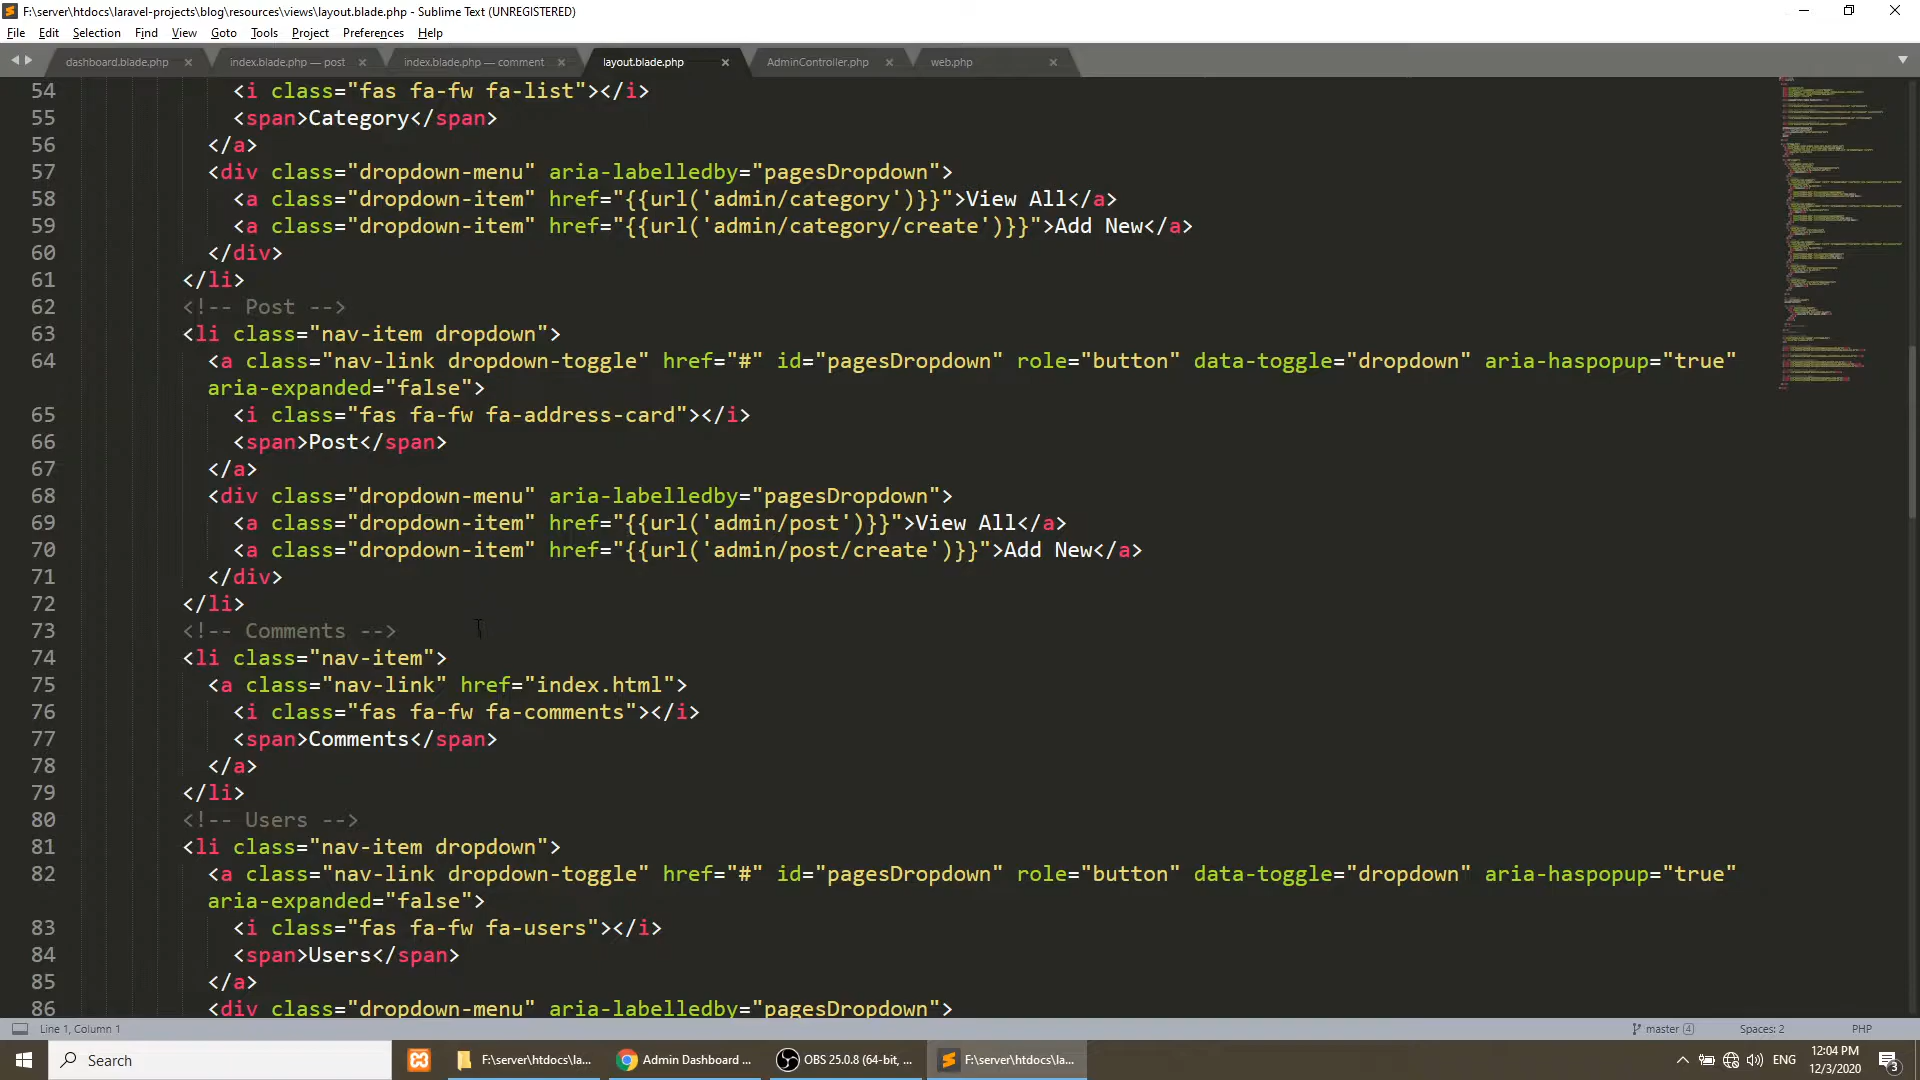 F:\server\htdocs\laravel-projects\blog\resources\views\layout.blade.php - Sublime Text (UNREGISTERED)
File Edit Selection Find View Goto Tools Project Preferences Help
dashboard.blade.php index.blade.php — post index.blade.php — comment layout.blade.php AdminController.php web.php
54 <i class="fas fa-fw fa-list"></i>
55 <span>Category</span>
56 </a>
57 <div class="dropdown-menu" aria-labelledby="pagesDropdown">
58 <a class="dropdown-item" href="{{url('admin/category')}}">View All</a>
59 <a class="dropdown-item" href="{{url('admin/category/create')}}">Add New</a>
60 </div>
61 </li>
62 <!-- Post -->
63 <li class="nav-item dropdown">
64 <a class="nav-link dropdown-toggle" href="#" id="pagesDropdown" role="button" data-toggle="dropdown" aria-haspopup="true"
aria-expanded="false">
65 <i class="fas fa-fw fa-address-card"></i>
66 <span>Post</span>
67 </a>
68 <div class="dropdown-menu" aria-labelledby="pagesDropdown">
69 <a class="dropdown-item" href="{{url('admin/post')}}">View All</a>
70 <a class="dropdown-item" href="{{url('admin/post/create')}}">Add New</a>
71 </div>
72 </li>
73 <!-- Comments -->
74 <li class="nav-item">
75 <a class="nav-link" href="index.html">
76 <i class="fas fa-fw fa-comments"></i>
77 <span>Comments</span>
78 </a>
79 </li>
80 <!-- Users -->
81 <li class="nav-item dropdown">
82 <a class="nav-link dropdown-toggle" href="#" id="pagesDropdown" role="button" data-toggle="dropdown" aria-haspopup="true"
aria-expanded="false">
83 <i class="fas fa-fw fa-users"></i>
84 <span>Users</span>
85 </a>
86 <div class="dropdown-menu" aria-labelledby="pagesDropdown">
Line 1, Column 1 master 4 Spaces: 2 PHP
Search F:\server\htdocs\la... Admin Dashboard ... OBS 25.0.8 (64-bit, ... F:\server\htdocs\la... ENG 12:04 PM
12/3/2020 3